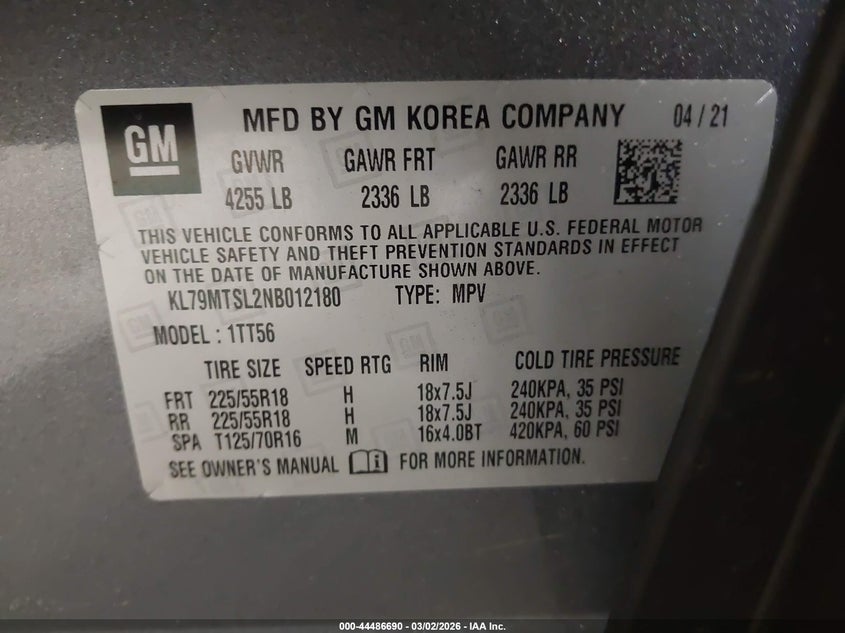 GM
MFD BY GM KOREA COMPANY 04/21
GVWR GAWR FRT GAWR RR
4255 LB 2336 LB 2336 LB
THIS VEHICLE CONFORMS TO ALL APPLICABLE U.S. FEDERAL MOTOR
VEHICLE SAFETY AND THEFT PREVENTION STANDARDS IN EFFECT
ON THE DATE OF MANUFACTURE SHOWN ABOVE.
KL79MTSL2NB012180 TYPE: MPV
MODEL : 1TT56
TIRE SIZE SPEED RTG RIM COLD TIRE PRESSURE
FRT 225/55R18 H 18x7.5J 240KPA, 35 PSI
RR 225/55R18 H 18x7.5J 240KPA, 35 PSI
SPA T125/70R16 M 16x4.0BT 420KPA, 60 PSI
SEE OWNER'S MANUAL FOR MORE INFORMATION.
000-44486690 - 03/02/2026 - IAA Inc.